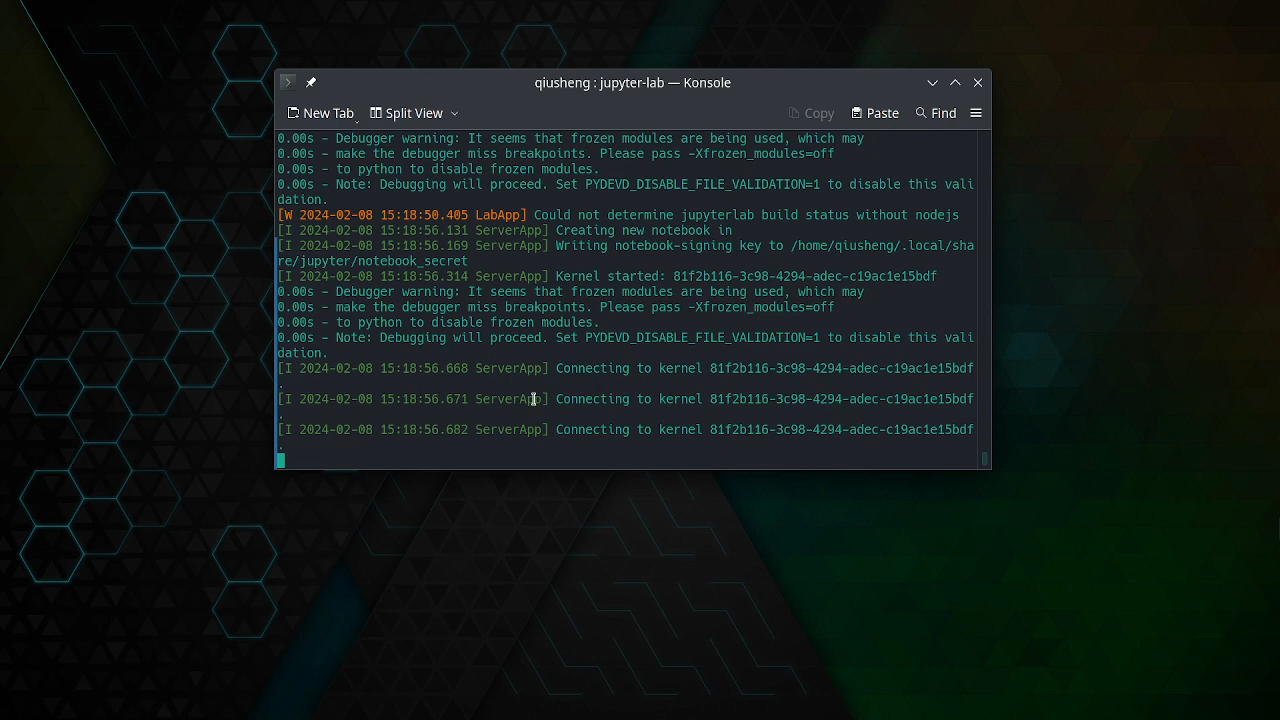 qiusheng : jupyter-lab — Konsole
New Tab Split View Copy Paste Find
0.00s - Debugger warning: It seems that frozen modules are being used, which may
0.00s - make the debugger miss breakpoints. Please pass -Xfrozen_modules=off
0.00s - to python to disable frozen modules.
0.00s - Note: Debugging will proceed. Set PYDEVD_DISABLE_FILE_VALIDATION=1 to disable this vali
dation.
[W 2024-02-08 15:18:50.405 LabApp] Could not determine jupyterlab build status without nodejs
[I 2024-02-08 15:18:56.131 ServerApp] Creating new notebook in
[I 2024-02-08 15:18:56.169 ServerApp] Writing notebook-signing key to /home/qiusheng/.local/sha
re/jupyter/notebook_secret
[I 2024-02-08 15:18:56.314 ServerApp] Kernel started: 81f2b116-3c98-4294-adec-c19ac1e15bdf
0.00s - Debugger warning: It seems that frozen modules are being used, which may
0.00s - make the debugger miss breakpoints. Please pass -Xfrozen_modules=off
0.00s - to python to disable frozen modules.
0.00s - Note: Debugging will proceed. Set PYDEVD_DISABLE_FILE_VALIDATION=1 to disable this vali
dation.
[I 2024-02-08 15:18:56.668 ServerApp] Connecting to kernel 81f2b116-3c98-4294-adec-c19ac1e15bdf
.
[I 2024-02-08 15:18:56.671 ServerApp] Connecting to kernel 81f2b116-3c98-4294-adec-c19ac1e15bdf
.
[I 2024-02-08 15:18:56.682 ServerApp] Connecting to kernel 81f2b116-3c98-4294-adec-c19ac1e15bdf
.